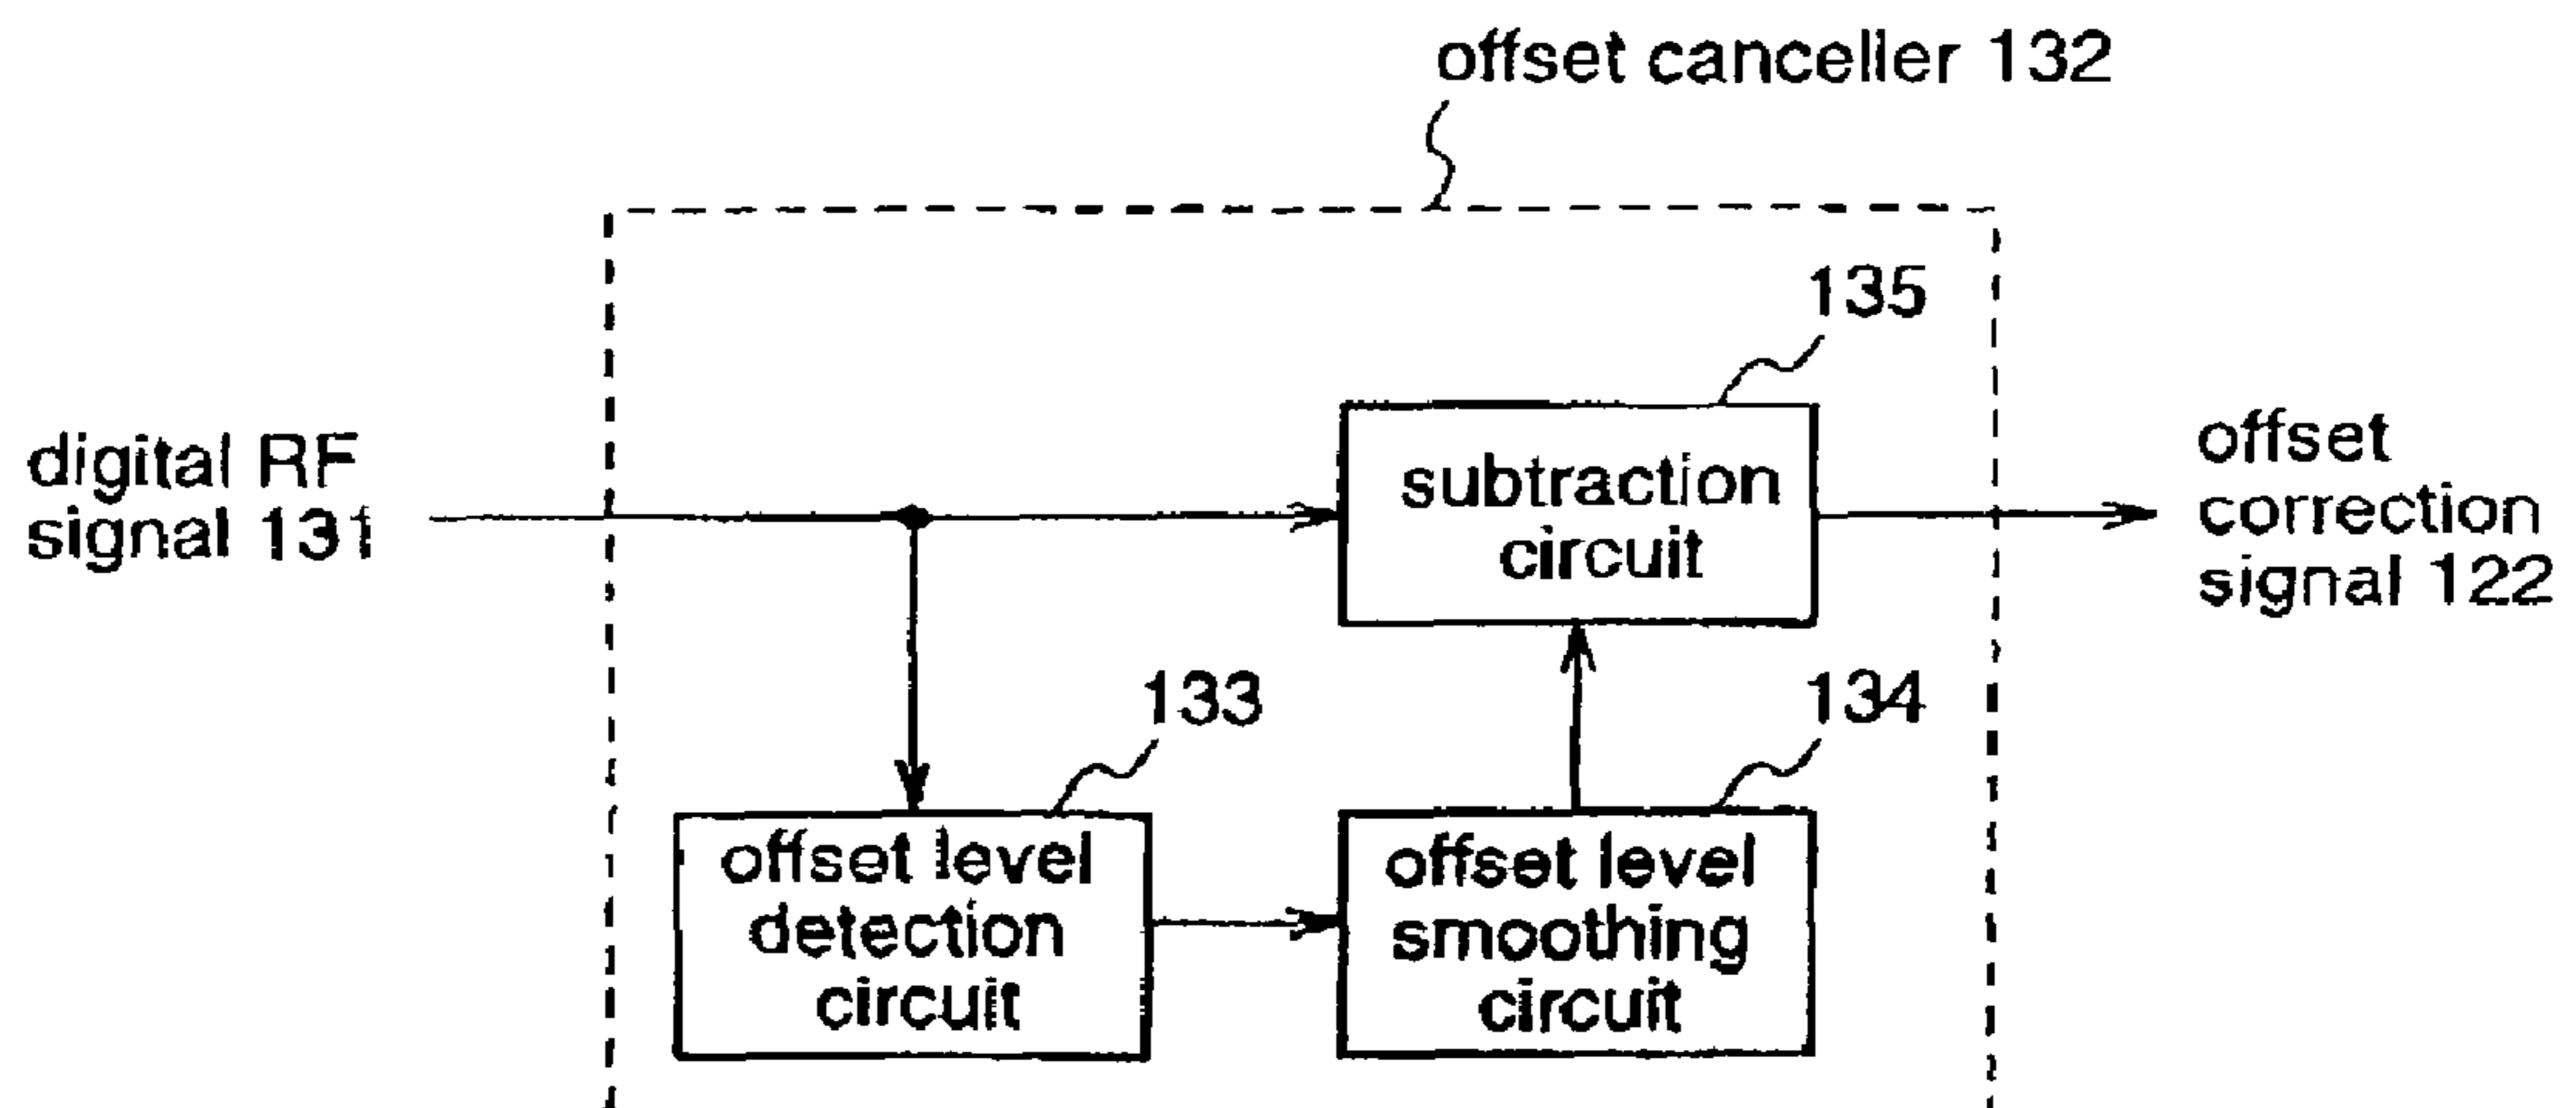 offset canceller 132
135
digital RF
signal 131
subtraction
circuit
offset
correction
signal 122
133
134
offset level
detection
circuit
offset level
smoothing
circuit